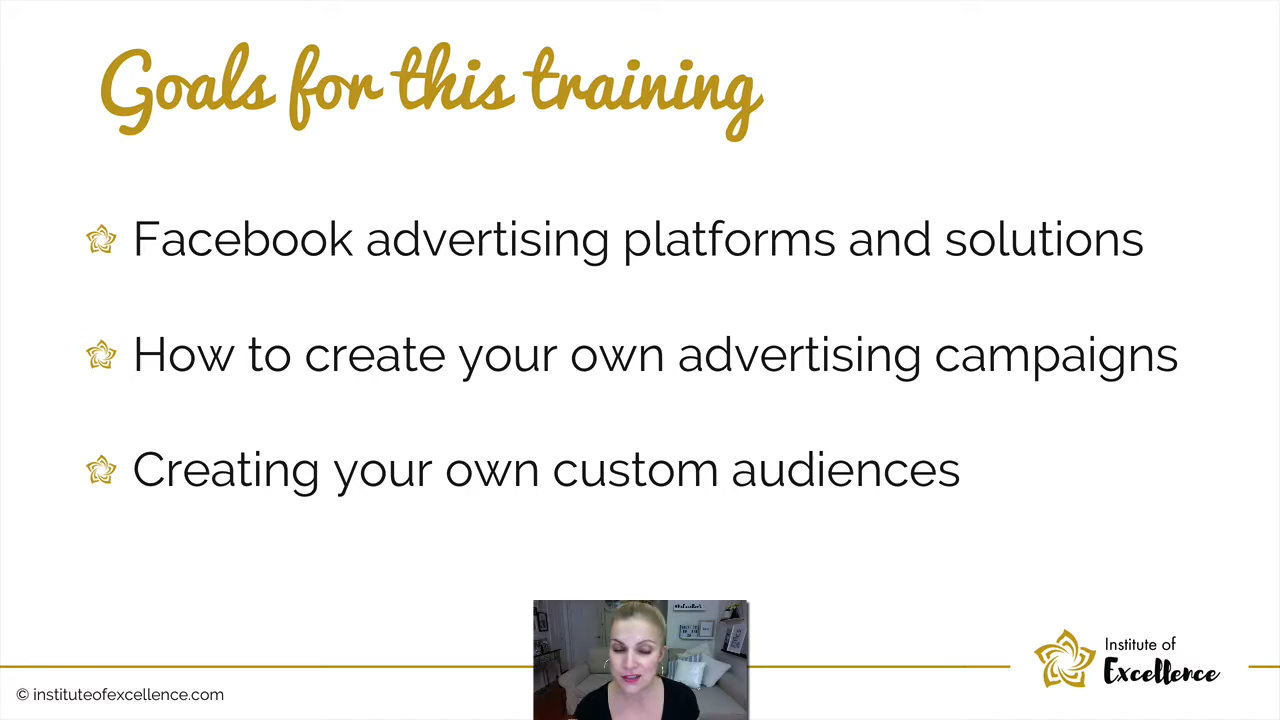 Goals for this training
Facebook advertising platforms and solutions
How to create your own advertising campaigns
Creating your own custom audiences
Institute of
Excellence
© instituteofexcellence.com